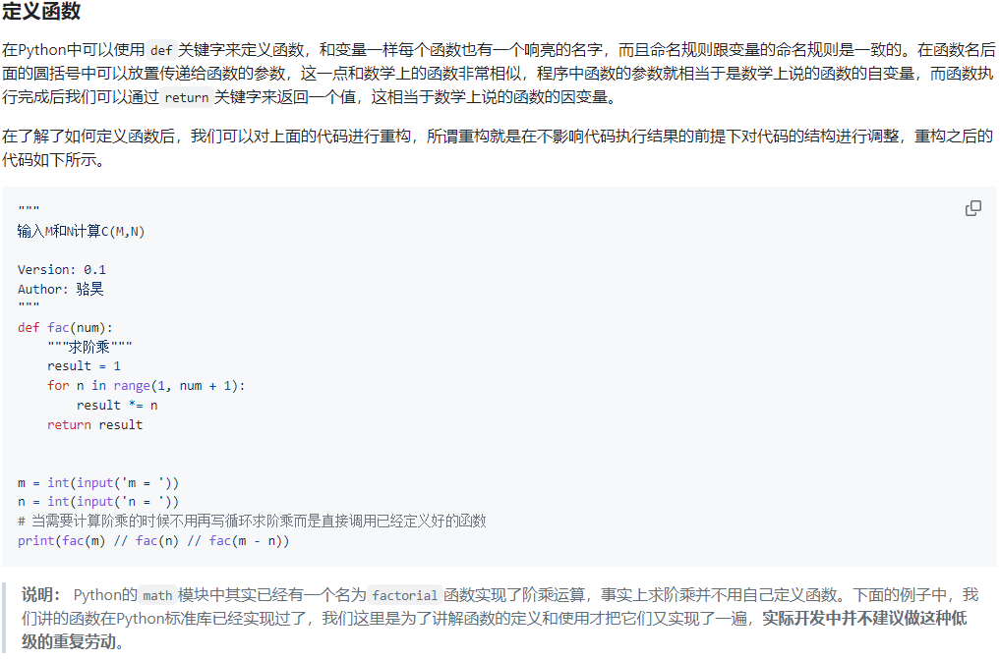 定义函数
在Python中可以使用 def 关键字来定义函数，和变量一样每个函数也有一个响亮的名字，而且命名规则跟变量的命名规则是一致的。在函数名后
面的圆括号中可以放置传递给函数的参数，这一点和数学上的函数非常相似，程序中函数的参数就相当于是数学上说的函数的自变量，而函数执
行完成后我们可以通过 return 关键字来返回一个值，这相当于数学上说的函数的因变量。
在了解了如何定义函数后，我们可以对上面的代码进行重构，所谓重构就是在不影响代码执行结果的前提下对代码的结构进行调整，重构之后的
代码如下所示。
"""
输入M和N计算C(M,N)
Version: 0.1
Author: 骆昊
"""
def fac(num):
    """求阶乘"""
    result = 1
    for n in range(1, num + 1):
        result *= n
    return result
m = int(input('m = '))
n = int(input('n = '))
# 当需要计算阶乘的时候不用再写循环求阶乘而是直接调用已经定义好的函数
print(fac(m) // fac(n) // fac(m - n))
说明： Python的 math 模块中其实已经有一个名为 factorial 函数实现了阶乘运算，事实上求阶乘并不用自己定义函数。下面的例子中，我
们讲的函数在Python标准库已经实现过了，我们这里是为了讲解函数的定义和使用才把它们又实现了一遍，实际开发中并不建议做这种低
级的重复劳动。